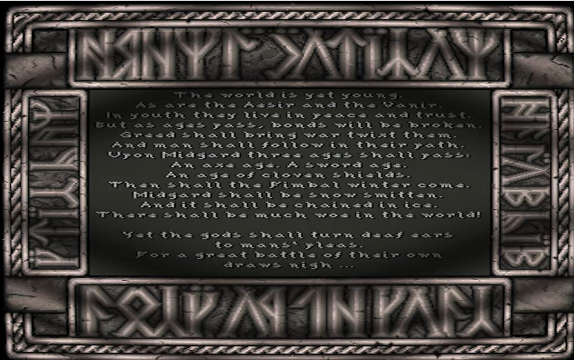 The world is yet young,
As are the Aesir and the Vanir.
In youth they live in peace and trust.
But as ages pass, bonds will be broken.
Greed shall bring war twixt them,
And man shall follow in their path.
Upon Midgard three ages shall pass:
An axe age. A sword age.
An age of cloven shields.
Then shall the Fimbal winter come.
Midgard shall be snow smitten.
And it shall be chained in ice.
There shall be much woe in the world!
Yet the gods shall turn deaf ears
to mans' pleas.
For a great battle of their own
draws nigh ...